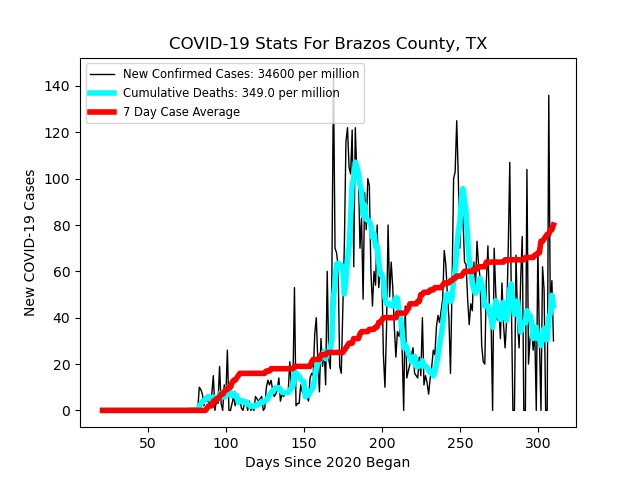 COVID-19 Stats For Brazos County, TX
New Confirmed Cases: 34600 per million
Cumulative Deaths: 349.0 per million
7 Day Case Average
New COVID-19 Cases
140
120
100
80
60
40
20
0
50 100 150 200 250 300
Days Since 2020 Began